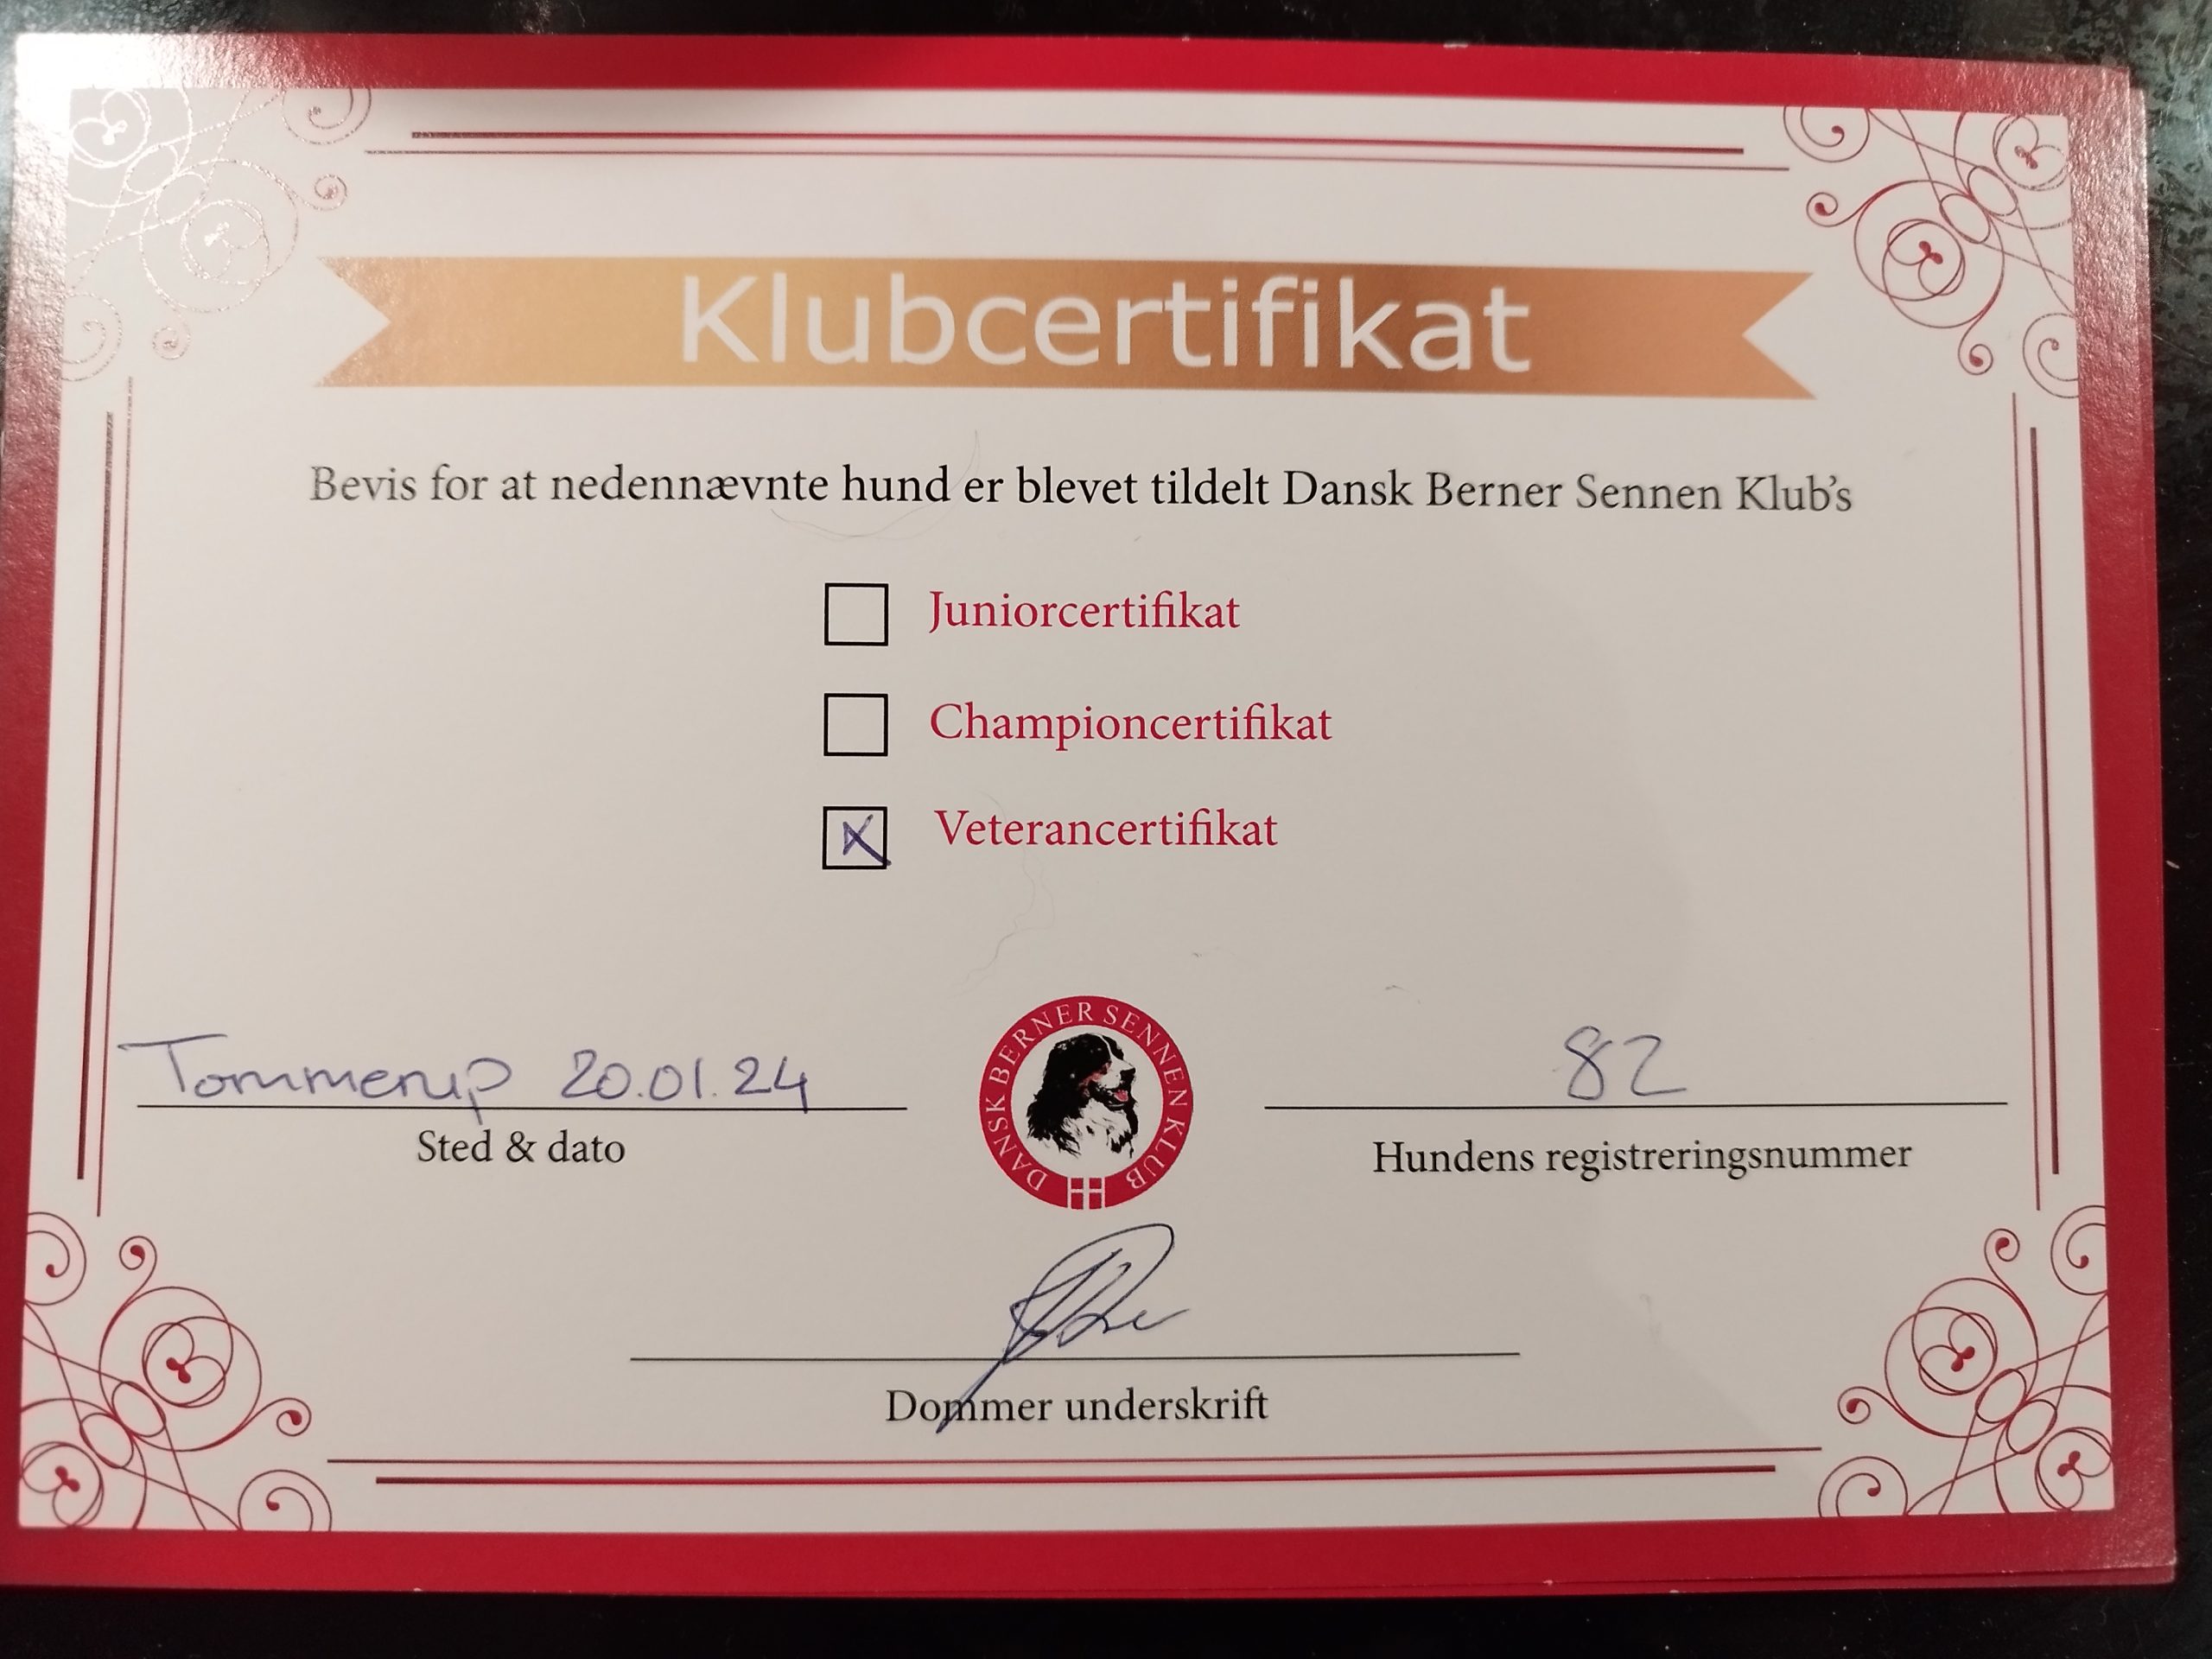 Klubcertifikat
Bevis for at nedennævnte hund er blevet tildelt Dansk Berner Sennen Klub's
Juniorcertifikat
Championcertifikat
Veterancertifikat
Tommerup 20.01.24
Sted & dato
DANSK BERNER SENNEN KLUB
82
Hundens registreringsnummer
Dommer underskrift